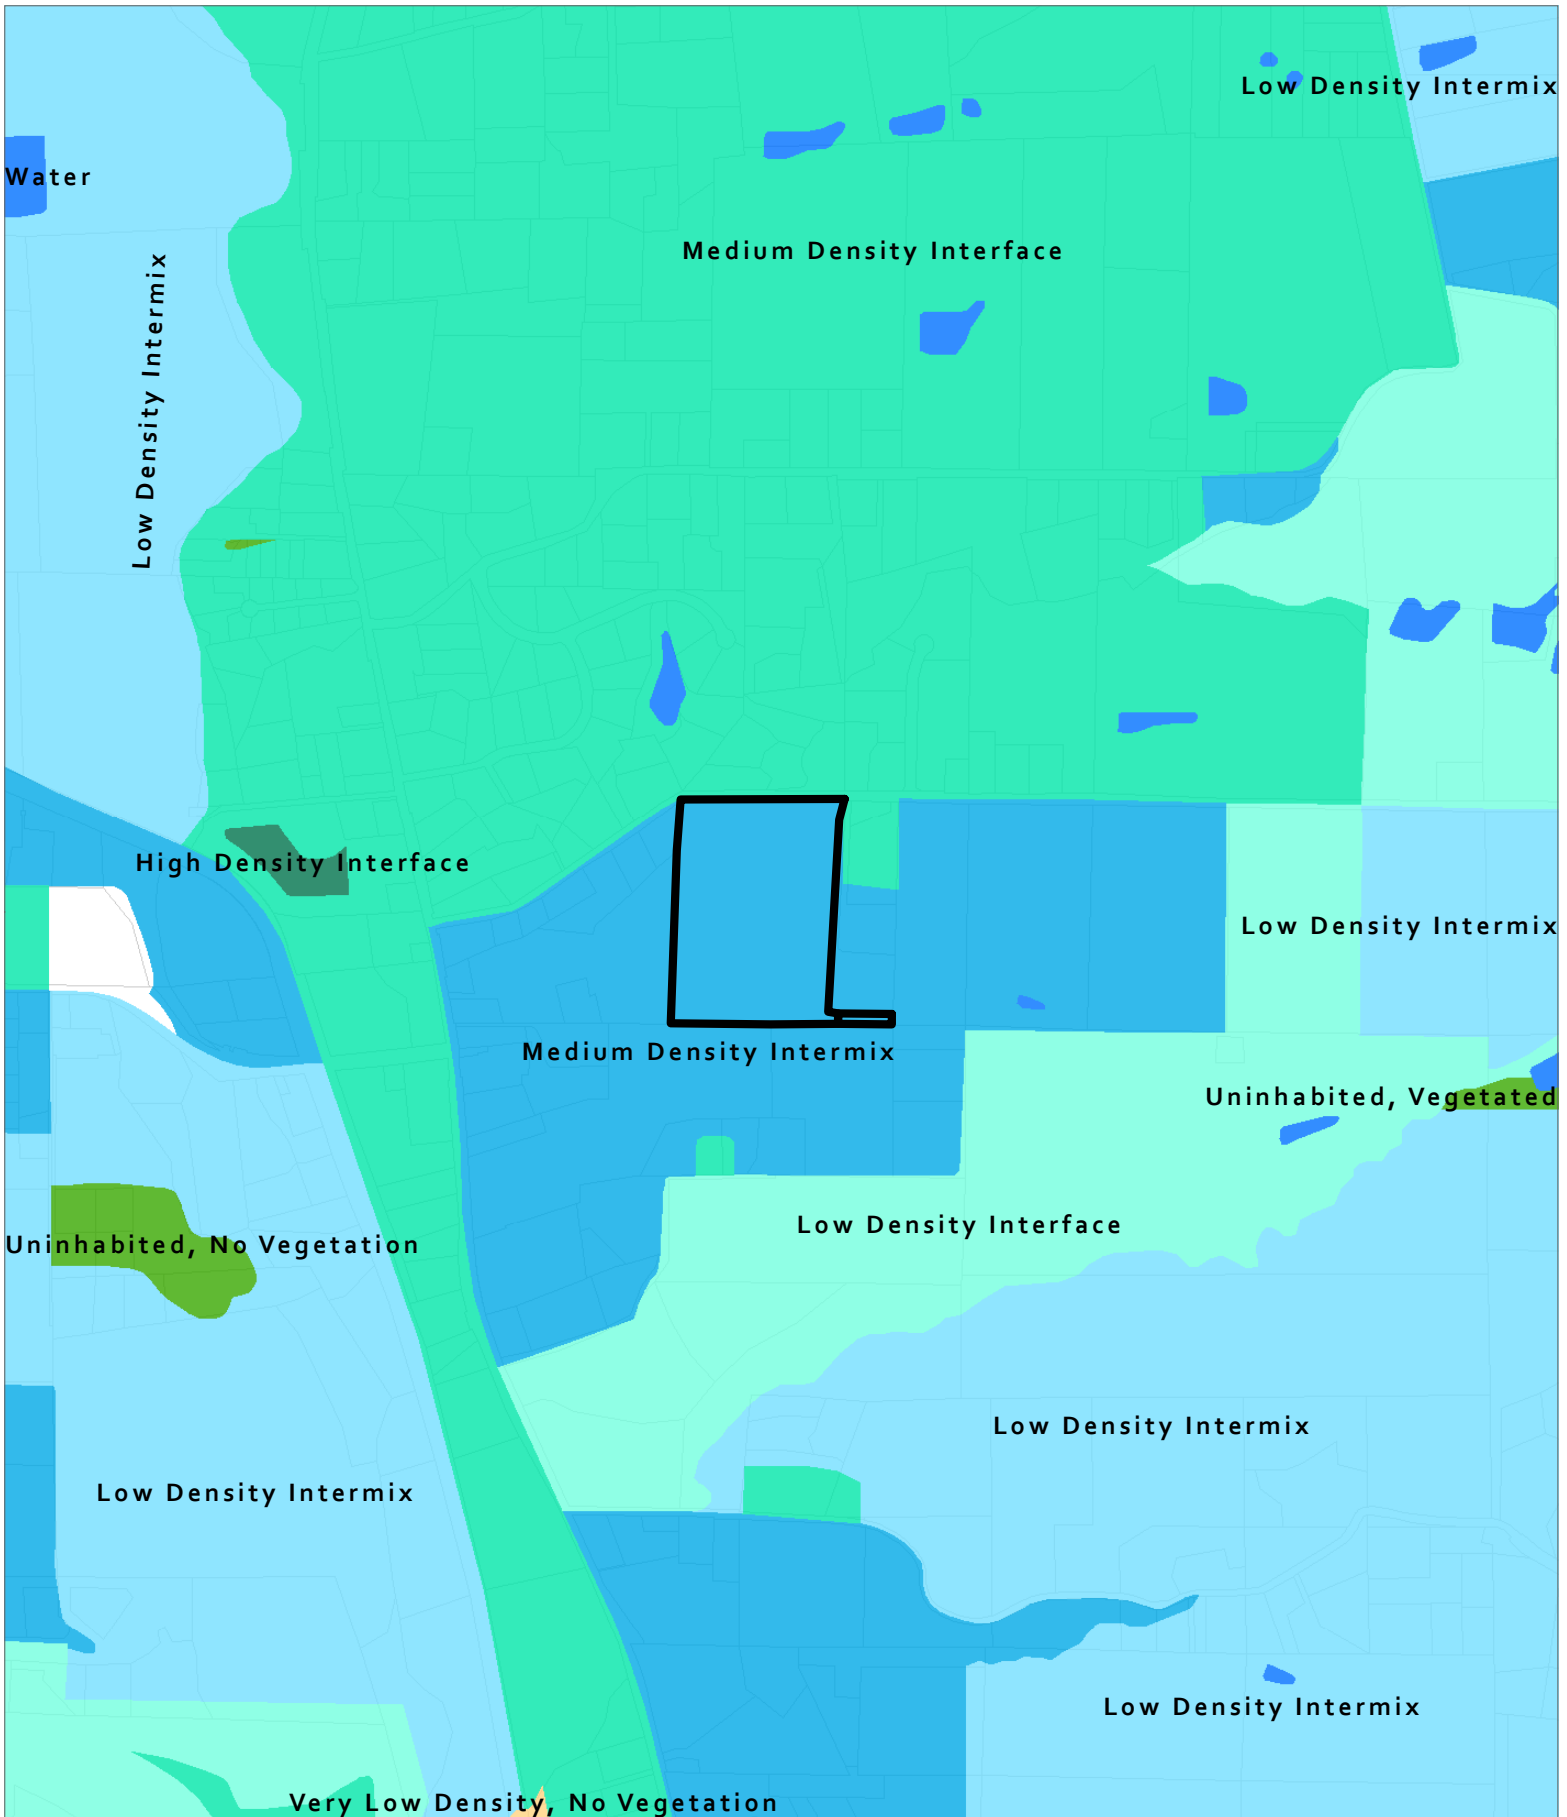 Low Density Intermix
Water
Medium Density Interface
Low Density Intermix
High Density Interface
Low Density Intermix
Medium Density Intermix
Uninhabited, Vegetated
Low Density Interface
Uninhabited, No Vegetation
Low Density Intermix
Low Density Intermix
Low Density Intermix
Very Low Density, No Vegetation